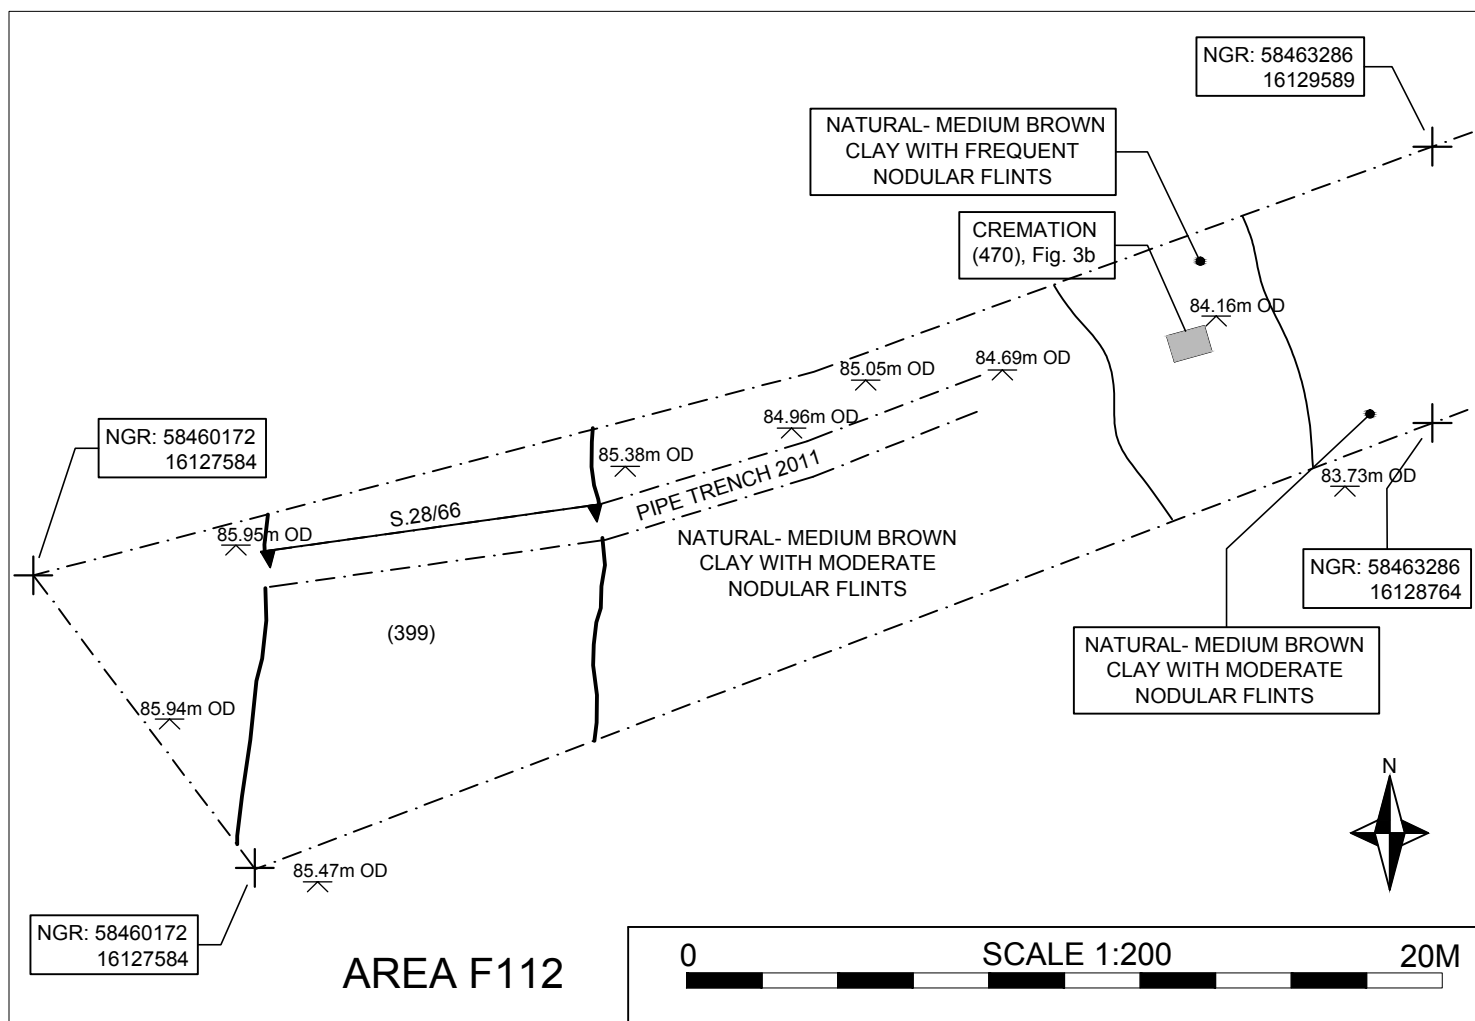 NGR: 58463286
16129589
NATURAL- MEDIUM BROWN
CLAY WITH FREQUENT
NODULAR FLINTS
CREMATION
(470), Fig. 3b
84.16m OD
85.05m OD
84.69m OD
84.96m OD
NGR: 58460172
16127584
85.38m OD
PIPE TRENCH 2011
83.73m OD
S.28/66
85.95m OD
NATURAL- MEDIUM BROWN
CLAY WITH MODERATE
NODULAR FLINTS
NGR: 58463286
16128764
(399)
NATURAL- MEDIUM BROWN
CLAY WITH MODERATE
NODULAR FLINTS
85.94m OD
N
85.47m OD
NGR: 58460172
16127584
AREA F112
0 SCALE 1:200 20M